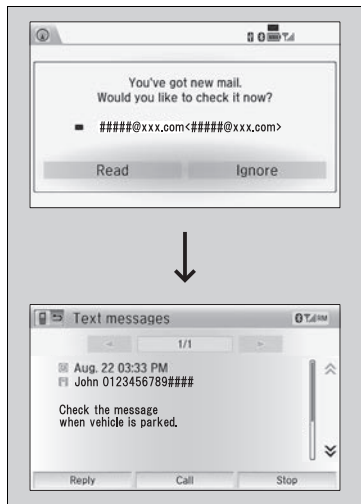 You've got new mail.
Would you like to check it now?
#####@xxx.com<#####@xxx.com>
Read Ignore
Text messages
1/1
Aug. 22 03:33 PM
John 0123456789####
Check the message
when vehicle is parked.
Reply Call Stop